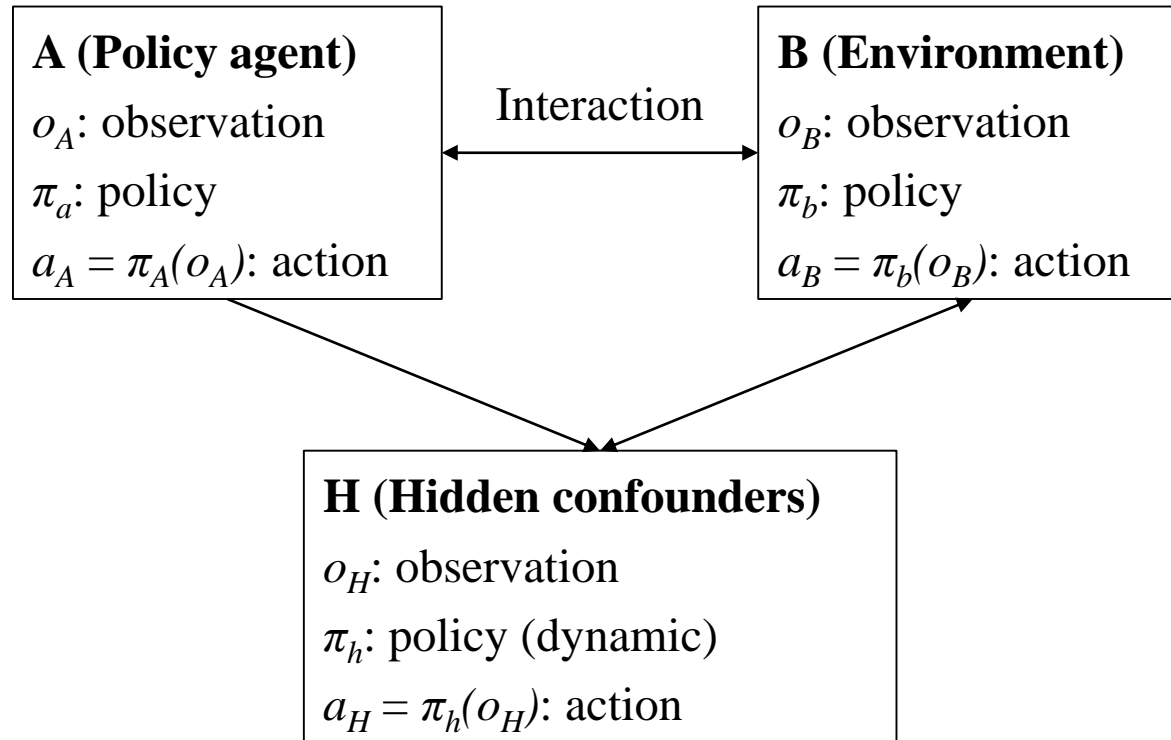 A (Policy agent)
o_A: observation
π_a: policy
a_A = π_A(o_A): action
Interaction
B (Environment)
o_B: observation
π_b: policy
a_B = π_b(o_B): action
H (Hidden confounders)
o_H: observation
π_h: policy (dynamic)
a_H = π_h(o_H): action